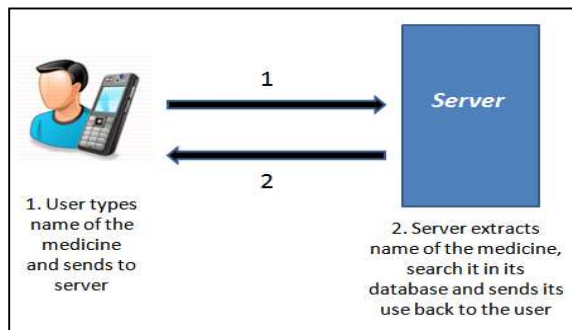 1
Server
2
1. User types
name of the
medicine
and sends to
server
2. Server extracts
name of the medicine,
search it in its
database and sends its
use back to the user